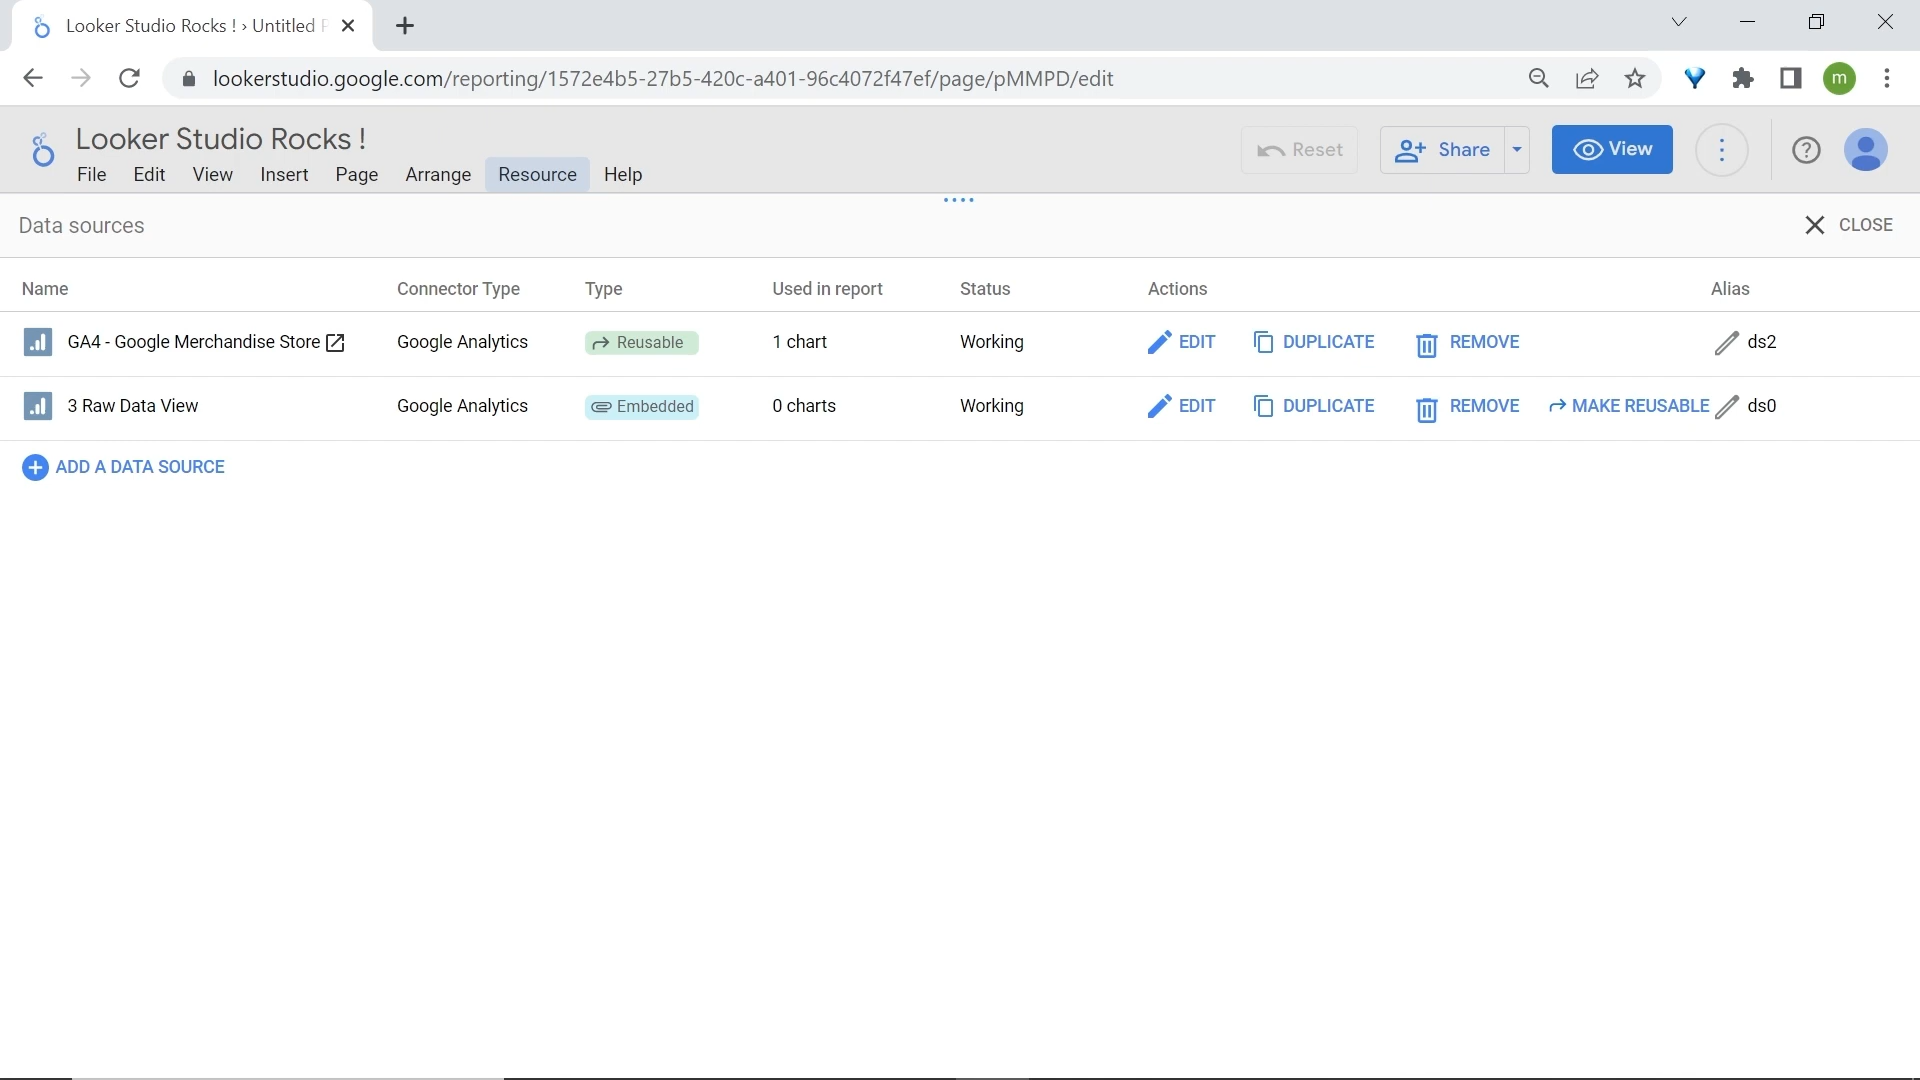 Looker Studio Rocks ! › Untitled P
lookerstudio.google.com/reporting/1572e4b5-27b5-420c-a401-96c4072f47ef/page/pMMPD/edit
m
Looker Studio Rocks !
File Edit View Insert Page Arrange Resource Help
Reset Share View
Data sources CLOSE
Name Connector Type Type Used in report Status Actions Alias
GA4 - Google Merchandise Store Google Analytics Reusable 1 chart Working EDIT DUPLICATE REMOVE ds2
3 Raw Data View Google Analytics Embedded 0 charts Working EDIT DUPLICATE REMOVE MAKE REUSABLE ds0
ADD A DATA SOURCE